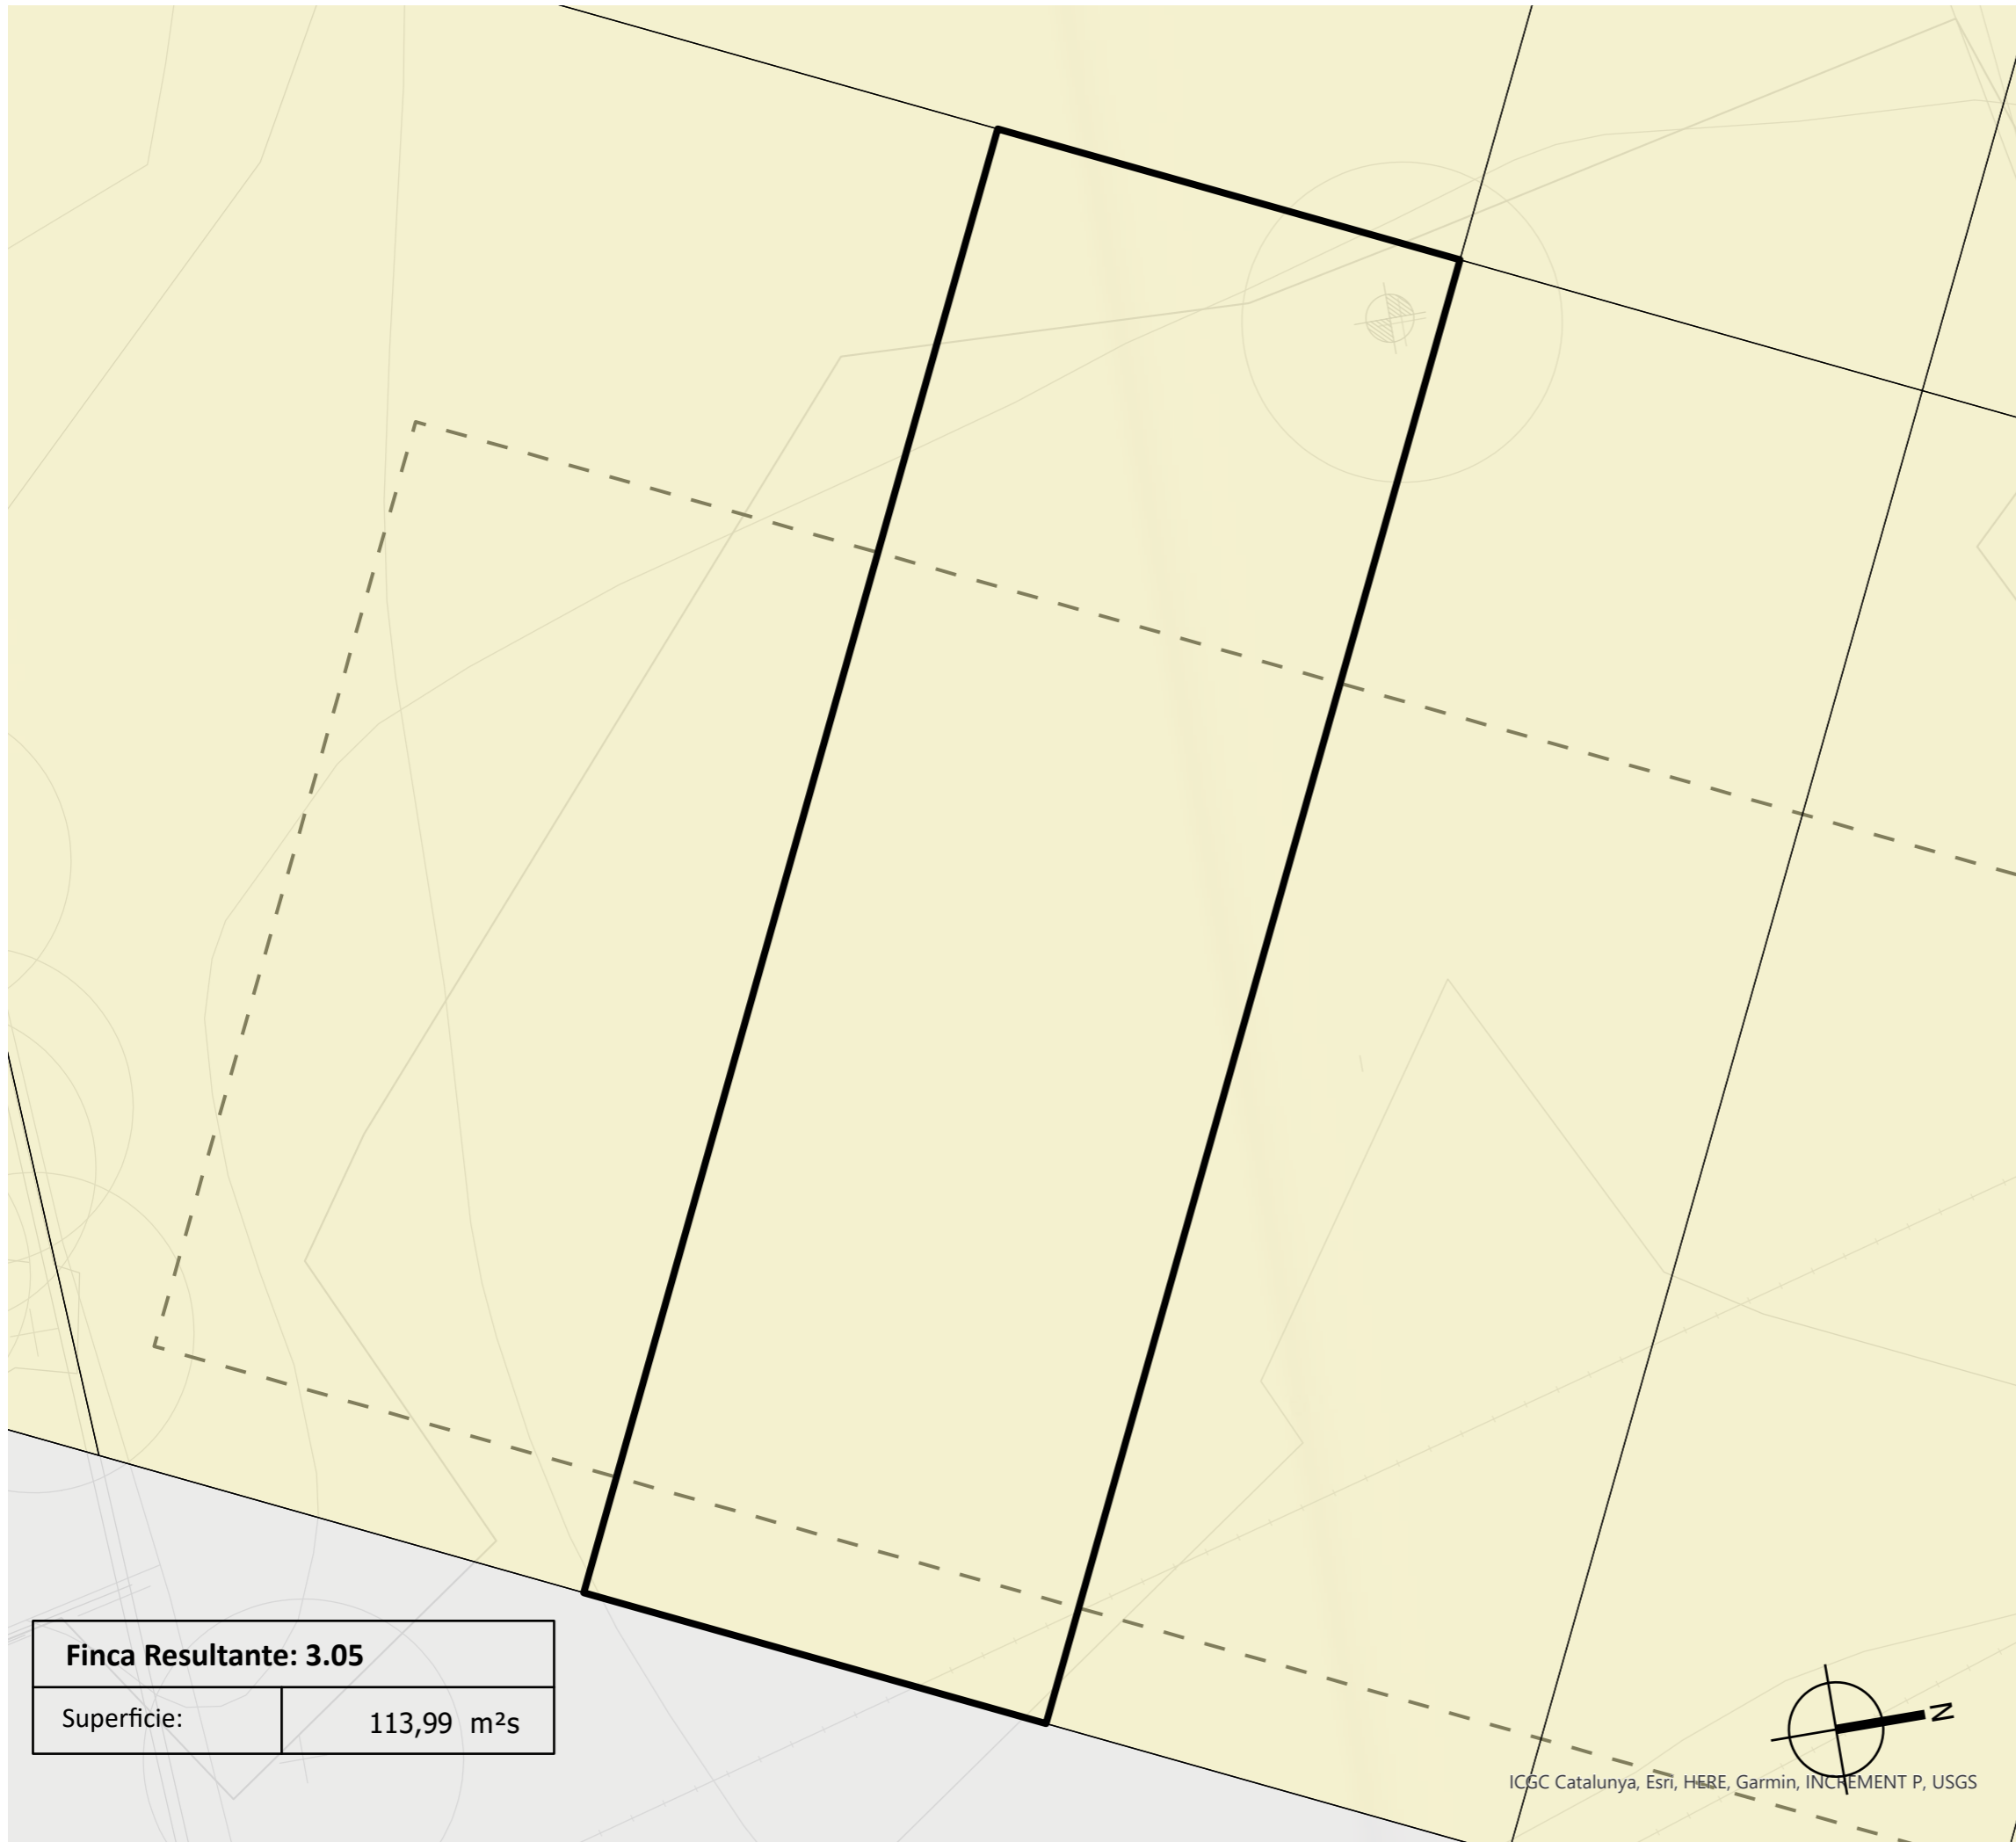 Finca Resultante: 3.05
Superficie: 113,99 m²s
N
ICGC Catalunya, Esri, HERE, Garmin, INCREMENT P, USGS